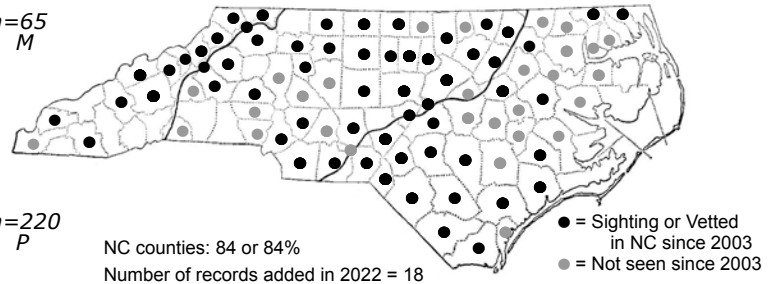 n=65
M
n=220
P
NC counties: 84 or 84%
Number of records added in 2022 = 18
= Sighting or Vetted
in NC since 2003
= Not seen since 2003